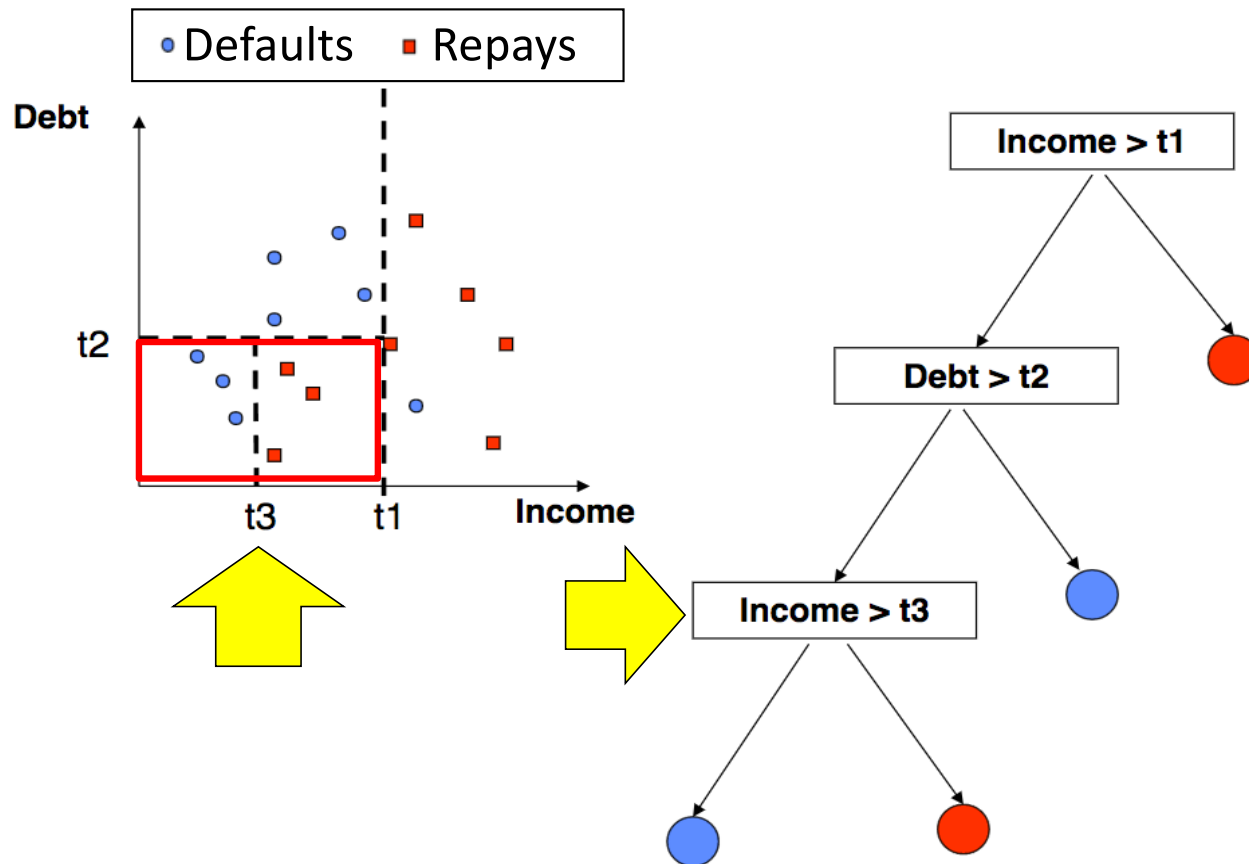 Defaults Repays
Debt
Income > t1
t2
Debt > t2
t3 t1 Income
Income > t3